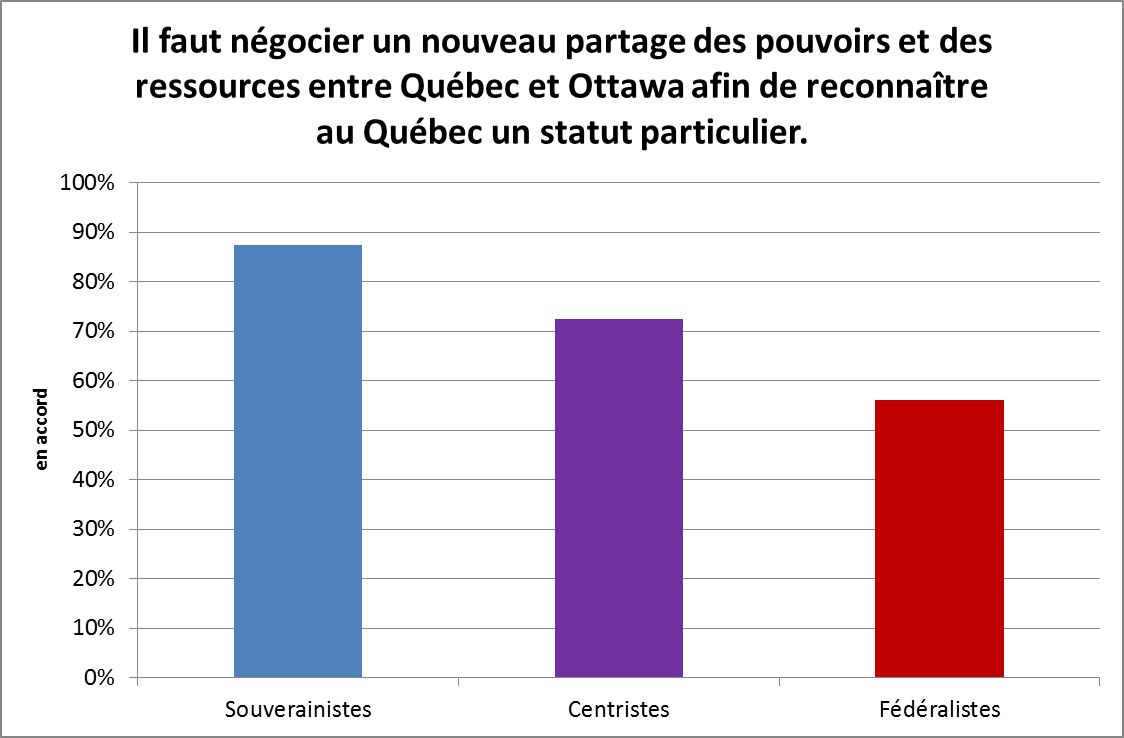 Il faut négocier un nouveau partage des pouvoirs et des
ressources entre Québec et Ottawa afin de reconnaître
au Québec un statut particulier.
100%
90%
80%
70%
60%
50%
40%
30%
20%
10%
0%
en accord
Souverainistes
Centristes
Fédéralistes